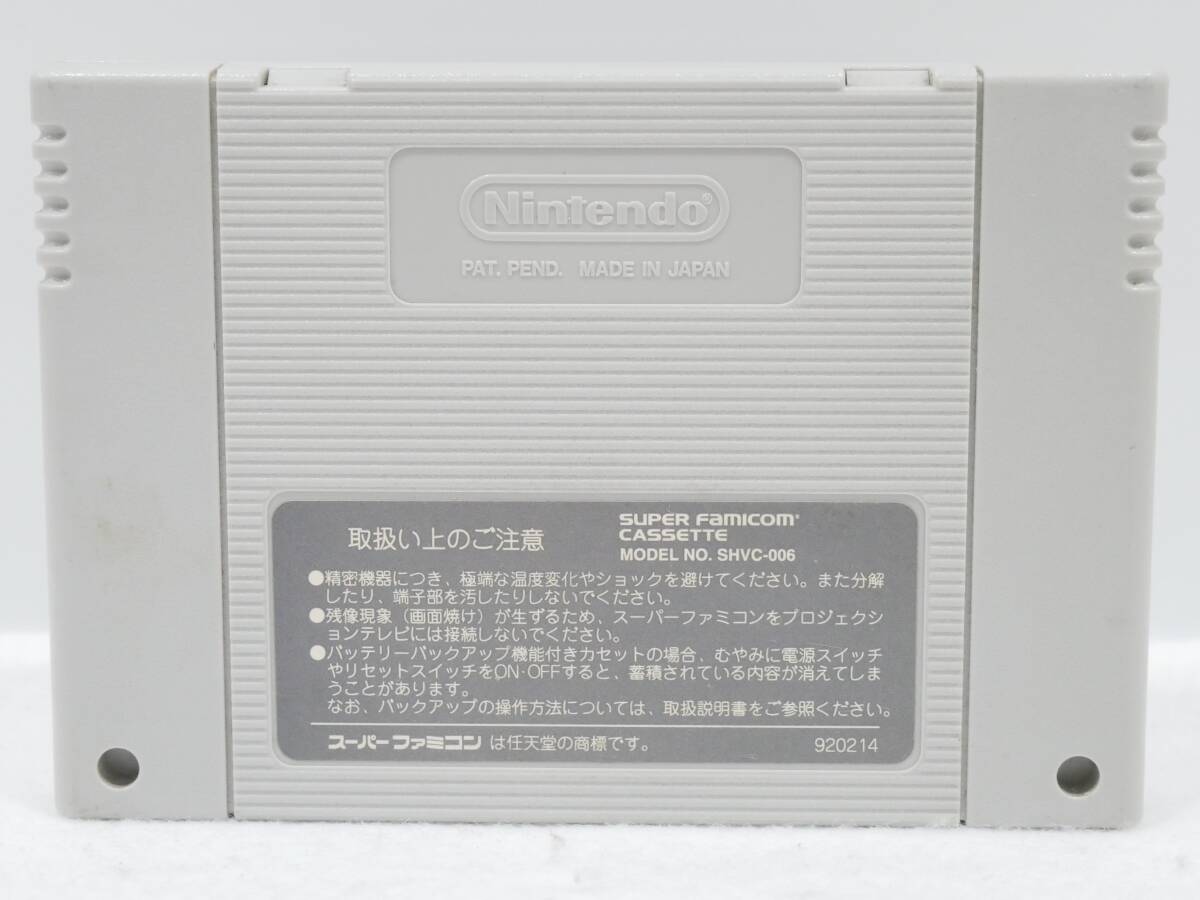 Nintendo®
PAT. PEND. MADE IN JAPAN
取扱い上のご注意
SUPER FAMICOM
CASSETTE
MODEL NO. SHVC-006
●精密機器につき、極端な温度変化やショックを避けてください。また分解
したり、端子部を汚したりしないでください。
●残像現象（画面焼け）が生ずるため、スーパーファミコンをプロジェクシ
ョンテレビには接続しないでください。
●バッテリーバックアップ機能付きカセットの場合、むやみに電源スイッチ
やリセットスイッチをON·OFFすると、蓄積されている内容が消えてしま
うことがあります。
なお、バックアップの操作方法については、取扱説明書をご参照ください。
スーパーファミコン は任天堂の商標です。
920214